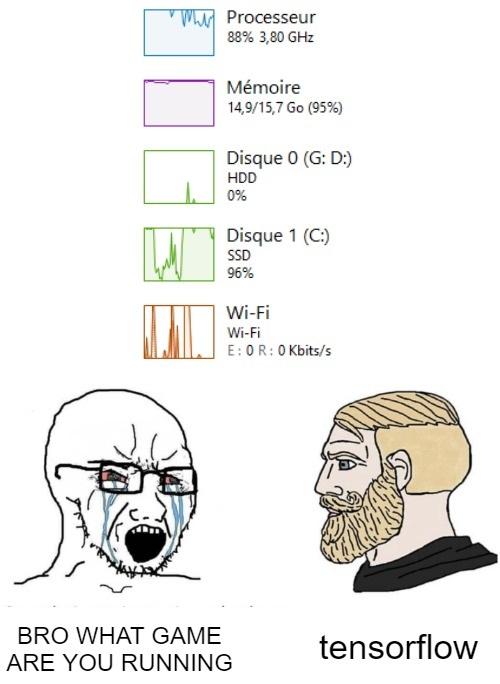 Processeur
88% 3,80 GHz
Mémoire
14,9/15,7 Go (95%)
Disque 0 (G: D:)
HDD
0%
Disque 1 (C:)
SSD
96%
Wi-Fi
Wi-Fi
E : 0 R : 0 Kbits/s
BRO WHAT GAME
ARE YOU RUNNING
tensorflow